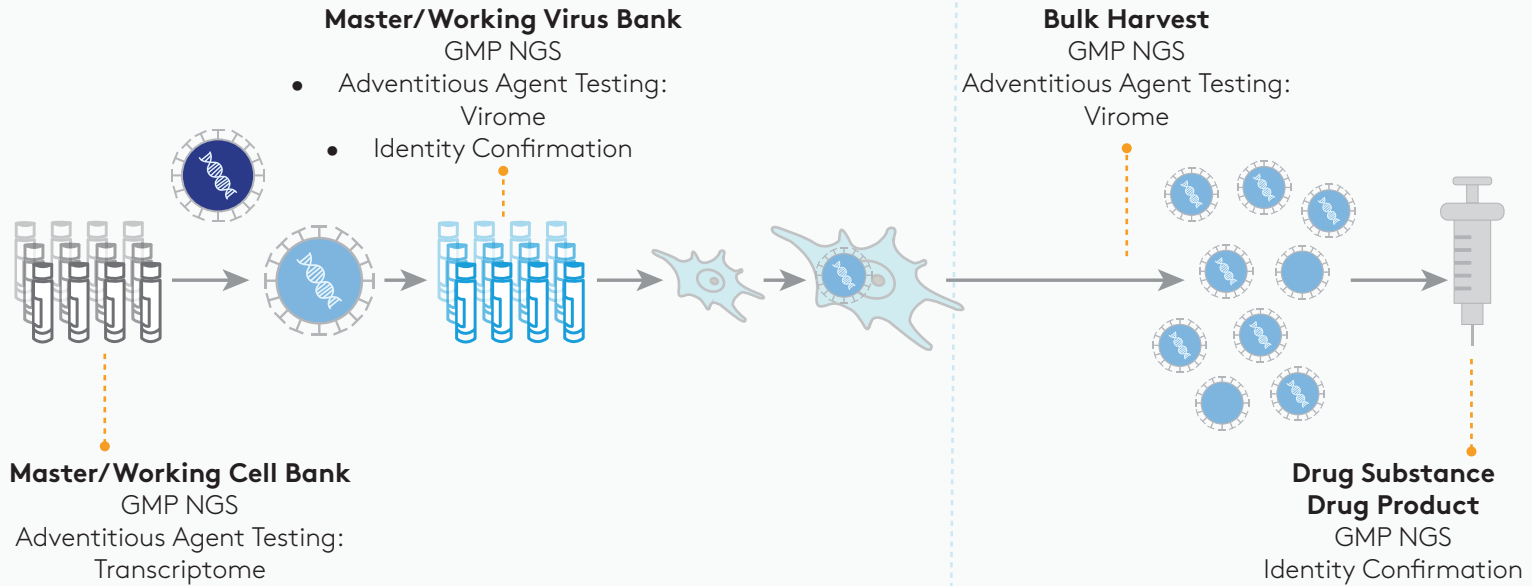 Master/Working Virus Bank
GMP NGS
• Adventitious Agent Testing:
Virome
• Identity Confirmation
Bulk Harvest
GMP NGS
Adventitious Agent Testing:
Virome
Master/Working Cell Bank
GMP NGS
Adventitious Agent Testing:
Transcriptome
Drug Substance
Drug Product
GMP NGS
Identity Confirmation